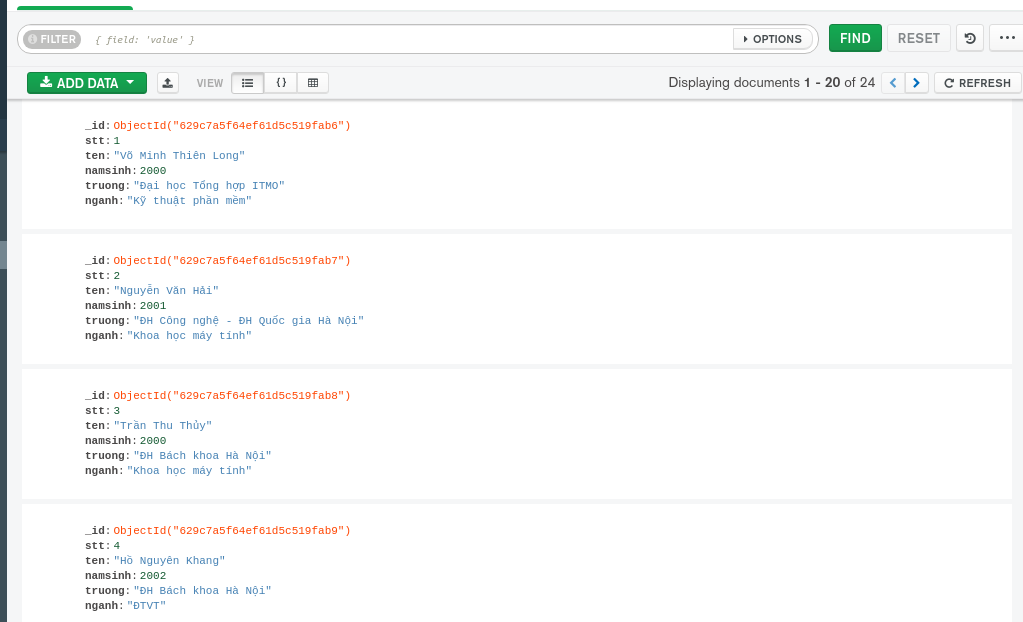 FILTER { field: 'value' } OPTIONS FIND RESET
ADD DATA VIEW { } Displaying documents 1 - 20 of 24 REFRESH
_id: ObjectId("629c7a5f64ef61d5c519fab6")
stt: 1
ten: "Võ Minh Thiên Long"
namsinh: 2000
truong: "Đại học Tổng hợp ITMO"
nganh: "Kỹ thuật phần mềm"
_id: ObjectId("629c7a5f64ef61d5c519fab7")
stt: 2
ten: "Nguyễn Văn Hải"
namsinh: 2001
truong: "ĐH Công nghệ - ĐH Quốc gia Hà Nội"
nganh: "Khoa học máy tính"
_id: ObjectId("629c7a5f64ef61d5c519fab8")
stt: 3
ten: "Trần Thu Thủy"
namsinh: 2000
truong: "ĐH Bách khoa Hà Nội"
nganh: "Khoa học máy tính"
_id: ObjectId("629c7a5f64ef61d5c519fab9")
stt: 4
ten: "Hồ Nguyên Khang"
namsinh: 2002
truong: "ĐH Bách khoa Hà Nội"
nganh: "ĐTVT"